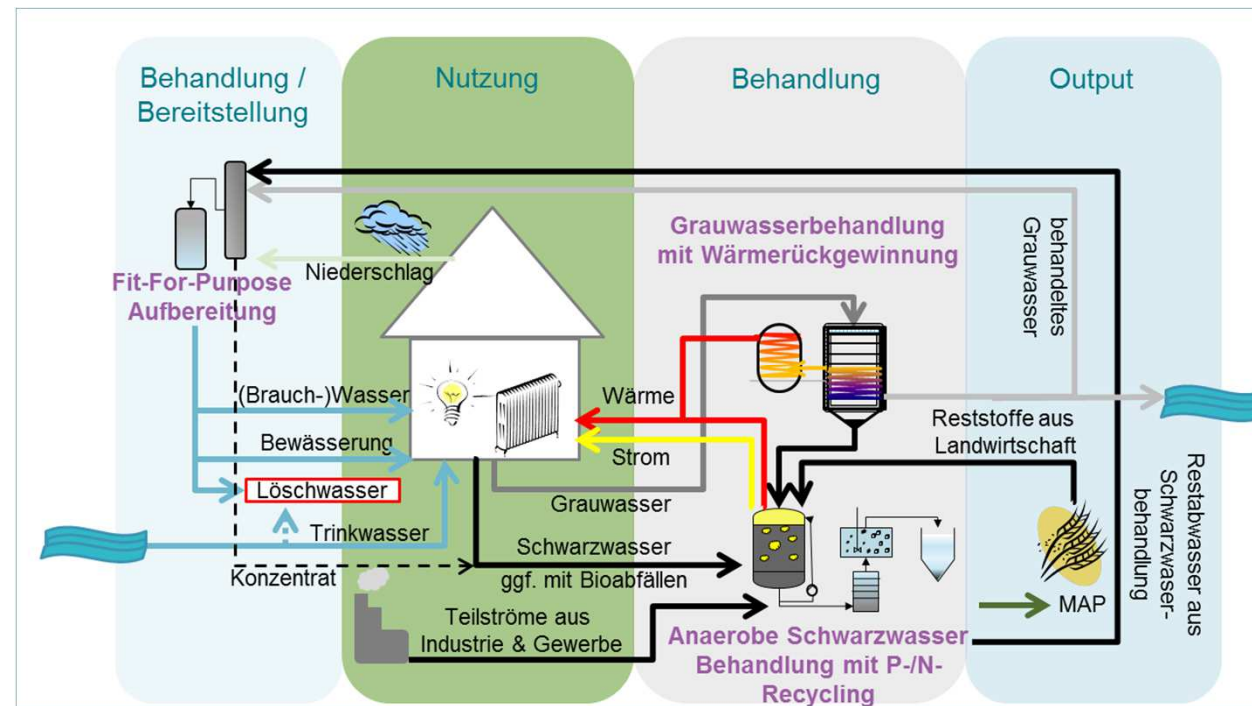 Behandlung /
Bereitstellung
Nutzung
Behandlung
Output
Fit-For-Purpose
Aufbereitung
Niederschlag
Grauwasserbehandlung
mit Wärmerückgewinnung
behandeltes
Grauwasser
(Brauch-)Wasser
Bewässerung
Löschwasser
Trinkwasser
Konzentrat
Wärme
Strom
Grauwasser
Schwarzwasser
ggf. mit Bioabfällen
Teilströme aus
Industrie & Gewerbe
Reststoffe aus
Landwirtschaft
MAP
Anaerobe Schwarzwasser
Behandlung mit P-/N-
Recycling
Restabwasser aus
Schwarzwasser-
behandlung